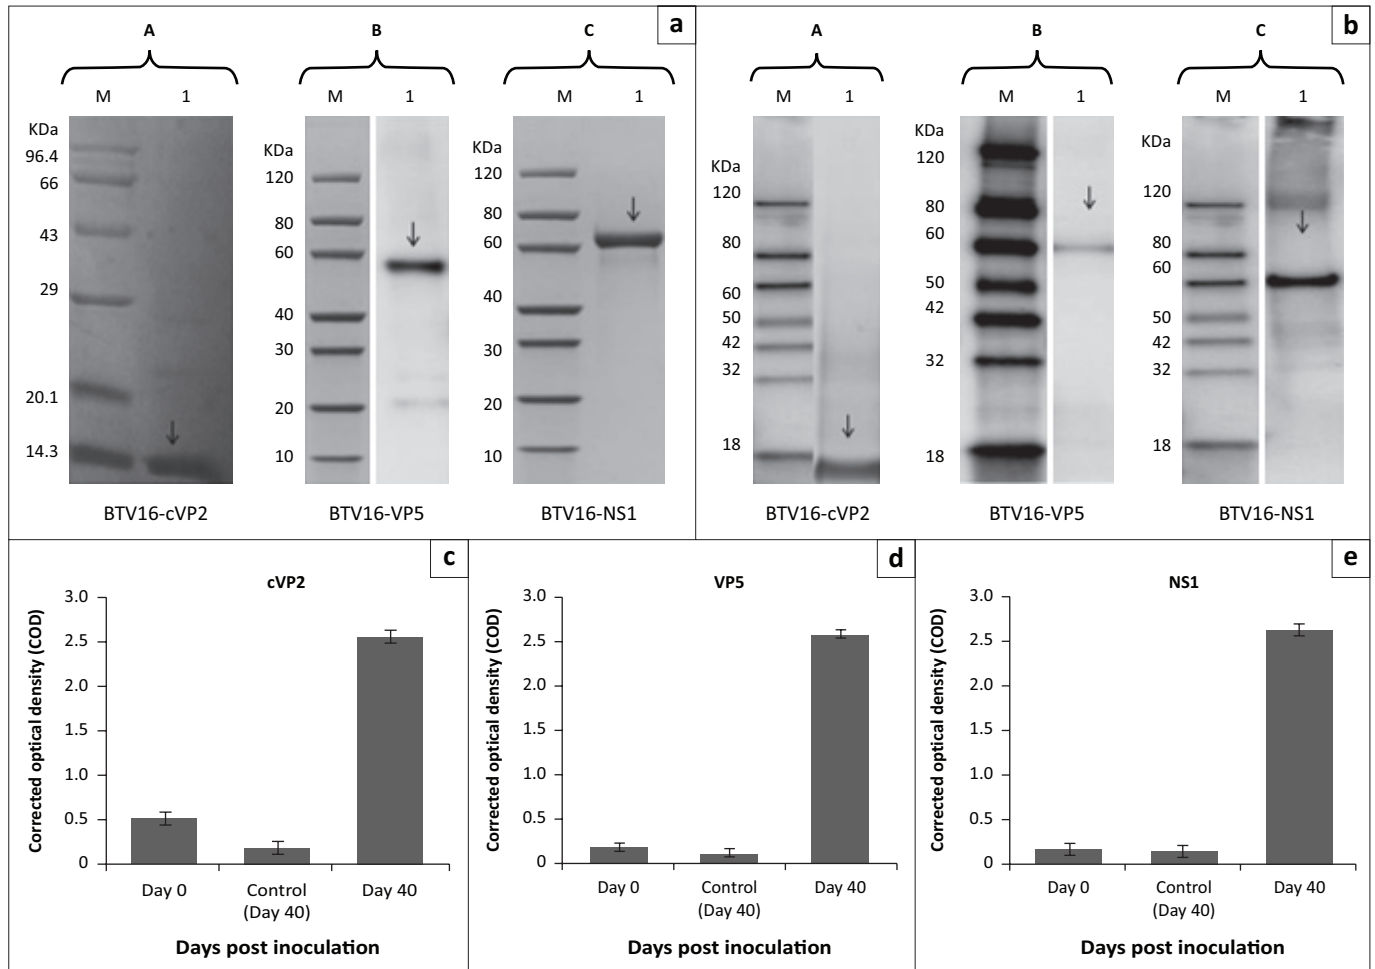 a
A B C
M 1 M 1 M 1
KDa
96.4
66
43
29
20.1
14.3
KDa
120
80
60
40
30
20
10
KDa
120
80
60
40
30
20
10
BTV16-cVP2 BTV16-VP5 BTV16-NS1
b
A B C
M 1 M 1 M 1
KDa
120
80
60
50
42
32
18
KDa
120
80
60
50
42
32
18
KDa
120
80
60
50
42
32
18
BTV16-cVP2 BTV16-VP5 BTV16-NS1
c
cVP2
Corrected optical density (COD)
3.0
2.5
2.0
1.5
1.0
0.5
0
Day 0 Control Day 40
(Day 40)
Days post inoculation
d
VP5
Corrected optical density (COD)
3.0
2.5
2.0
1.5
1.0
0.5
0
Day 0 Control Day 40
(Day 40)
Days post inoculation
e
NS1
Corrected optical density (COD)
3.0
2.5
2.0
1.5
1.0
0.5
0
Day 0 Control Day 40
(Day 40)
Days post inoculation